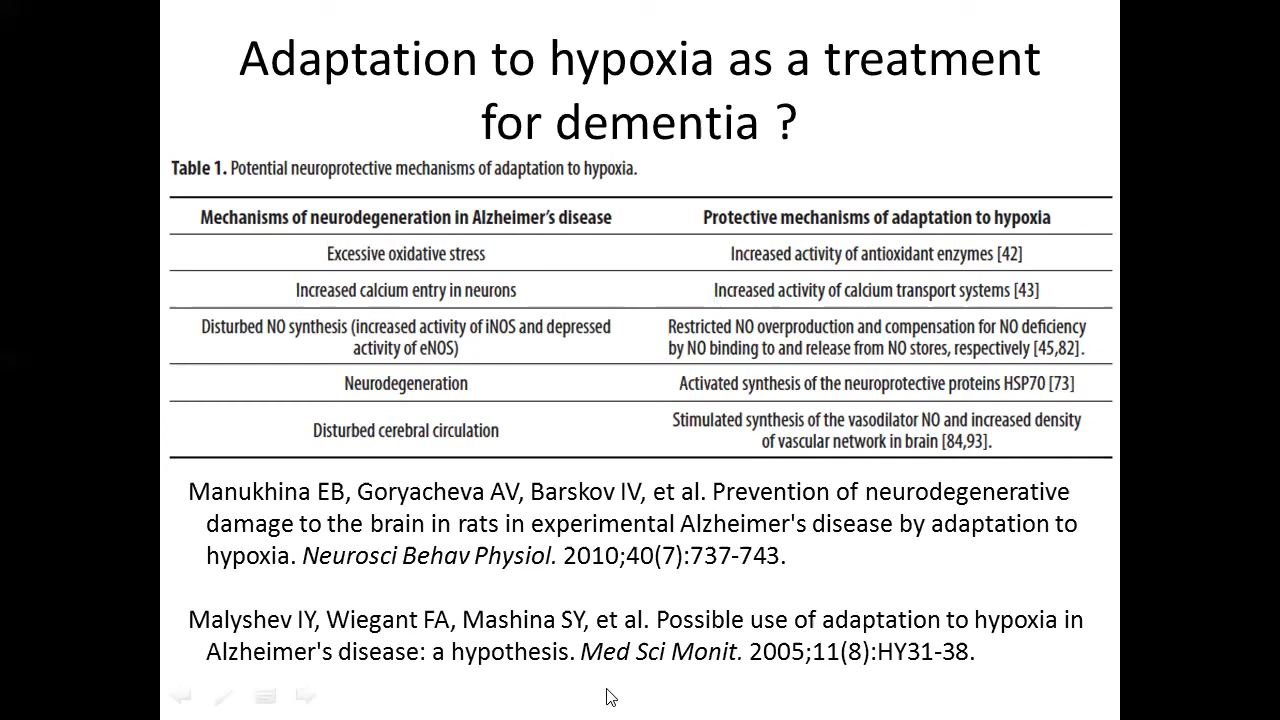 Adaptation to hypoxia as a treatment
for dementia ?
Table 1. Potential neuroprotective mechanisms of adaptation to hypoxia.
Mechanisms of neurodegeneration in Alzheimer's disease
Protective mechanisms of adaptation to hypoxia
Excessive oxidative stress
Increased activity of antioxidant enzymes [42]
Increased calcium entry in neurons
Increased activity of calcium transport systems [43]
Disturbed NO synthesis (increased activity of iNOS and depressed
activity of eNOS)
Restricted NO overproduction and compensation for NO deficiency
by NO binding to and release from NO stores, respectively [45,82].
Neurodegeneration
Activated synthesis of the neuroprotective proteins HSP70 [73]
Disturbed cerebral circulation
Stimulated synthesis of the vasodilator NO and increased density
of vascular network in brain [84,93].
Manukhina EB, Goryacheva AV, Barskov IV, et al. Prevention of neurodegenerative
damage to the brain in rats in experimental Alzheimer's disease by adaptation to
hypoxia. Neurosci Behav Physiol. 2010;40(7):737-743.
Malyshev IY, Wiegant FA, Mashina SY, et al. Possible use of adaptation to hypoxia in
Alzheimer's disease: a hypothesis. Med Sci Monit. 2005;11(8):HY31-38.